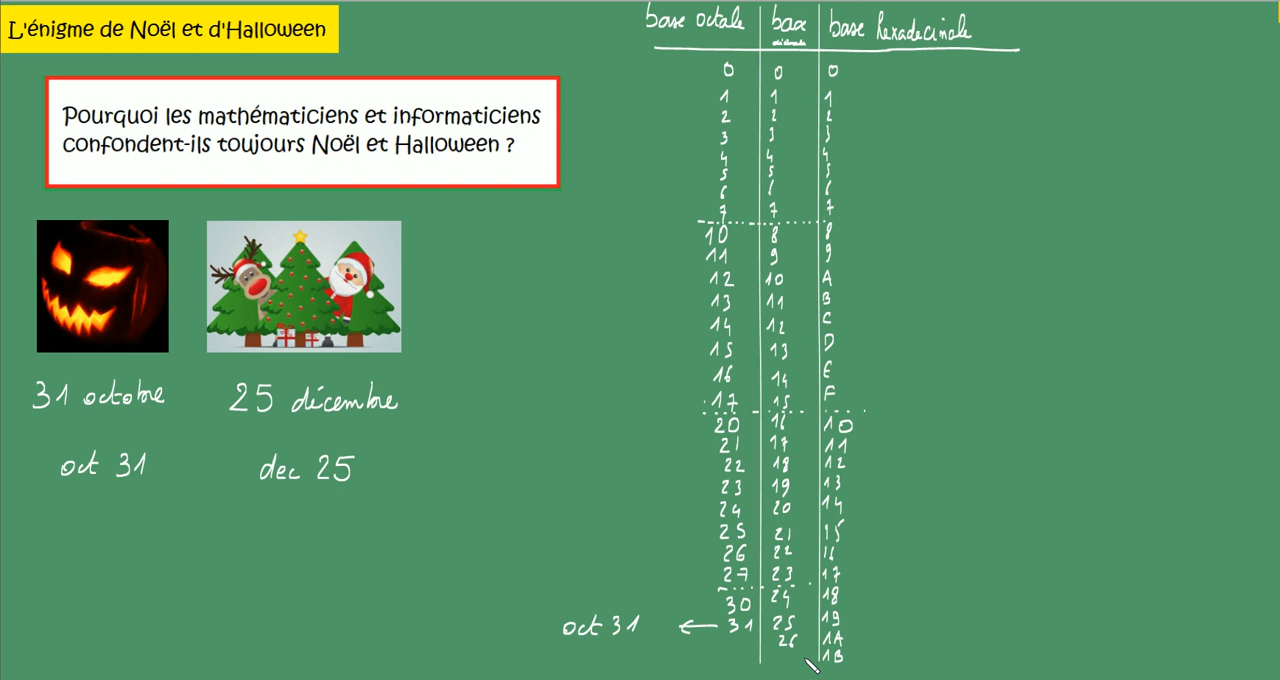 L'énigme de Noël et d'Halloween
Pourquoi les mathématiciens et informaticiens
confondent-ils toujours Noël et Halloween ?
31 octobre
25 décembre
oct 31
dec 25
base octale base décimale base hexadecimale
0 0 0
1 1 1
2 2 2
3 3 3
4 4 4
5 5 5
6 6 6
7 7 7
10 8 8
11 9 9
12 10 A
13 11 B
14 12 C
15 13 D
16 14 E
17 15 F
20 16 10
21 17 11
22 18 12
23 19 13
24 20 14
25 21 15
26 22 16
27 23 17
30 24 18
oct 31 ← 31 25 19
26 1A
1B